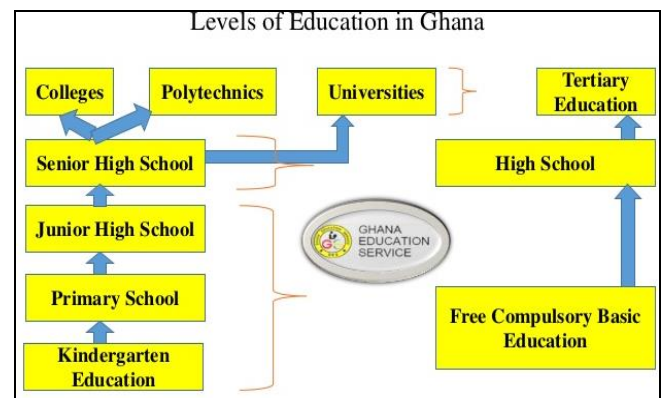 Levels of Education in Ghana
Colleges
Polytechnics
Universities
Tertiary
Education
Senior High School
High School
Junior High School
GHANA
EDUCATION
SERVICE
Primary School
Free Compulsory Basic
Education
Kindergarten
Education